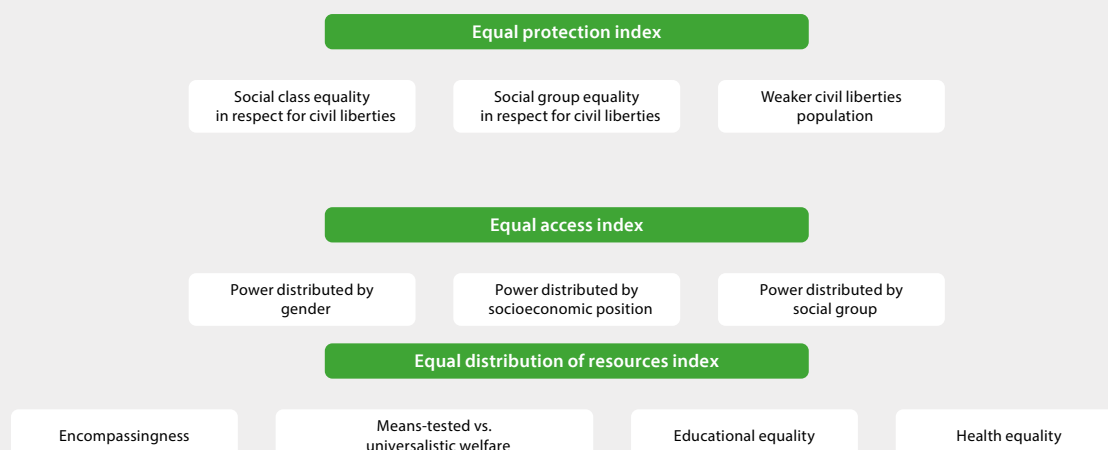 Equal protection index
Social class equality
in respect for civil liberties
Social group equality
in respect for civil liberties
Weaker civil liberties
population
Equal access index
Power distributed by
gender
Power distributed by
socioeconomic position
Power distributed by
social group
Equal distribution of resources index
Encompassingness
Means-tested vs.
universalistic welfare
Educational equality
Health equality